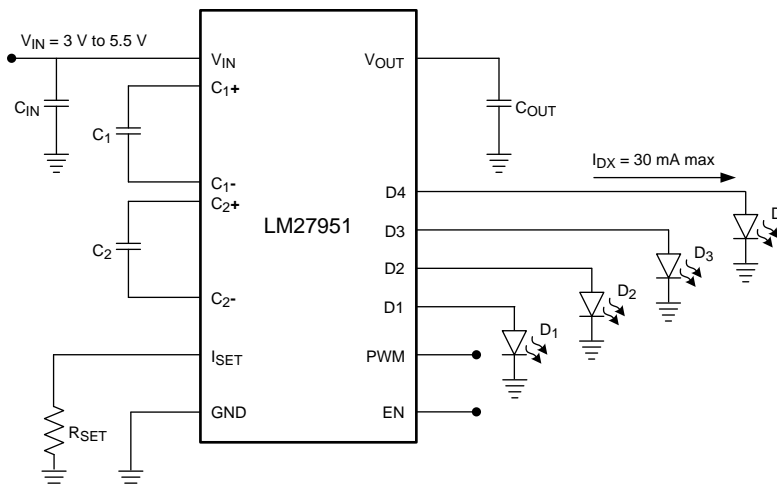 V_IN = 3 V to 5.5 V
V_IN
V_OUT
C_1+
C_IN
C_OUT
C_1
I_DX = 30 mA max
C_1-
D4
C_2+
LM27951
D
D3
D_3
C_2
D2
D_2
C_2-
D1
D_1
I_SET
PWM
GND
EN
R_SET